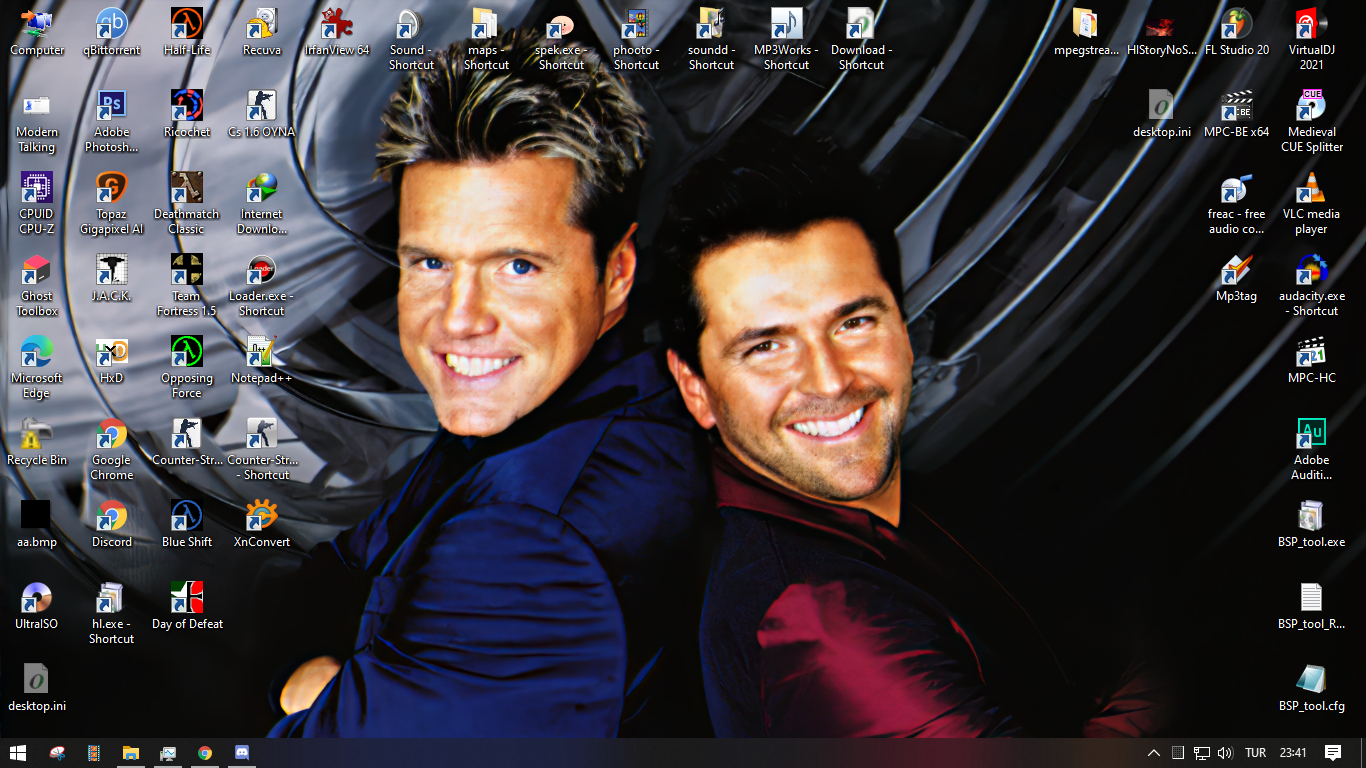 Computer
qBittorrent
Half-Life
Recuva
IrfanView 64
Sound -
Shortcut
maps -
Shortcut
spek.exe -
Shortcut
phooto -
Shortcut
soundd -
Shortcut
MP3Works -
Shortcut
Download -
Shortcut
mpegstrea...
HIStoryNoS...
FL Studio 20
VirtualDJ
2021
Modern
Talking
Adobe
Photosh...
Ricochet
Cs 1.6 OYNA
desktop.ini
MPC-BE x64
Medieval
CUE Splitter
CPUID
CPU-Z
Topaz
Gigapixel AI
Deathmatch
Classic
Internet
Downlo...
freac - free
audio co...
VLC media
player
Ghost
Toolbox
J.A.C.K.
Team
Fortress 1.5
Loader.exe -
Shortcut
Mp3tag
audacity.exe
- Shortcut
Microsoft
Edge
HxD
Opposing
Force
Notepad++
MPC-HC
Recycle Bin
Google
Chrome
Counter-Str...
Counter-Str...
- Shortcut
Adobe
Auditi...
aa.bmp
Discord
Blue Shift
XnConvert
BSP_tool.exe
UltraISO
hl.exe -
Shortcut
Day of Defeat
BSP_tool_R...
desktop.ini
BSP_tool.cfg
TUR
23:41